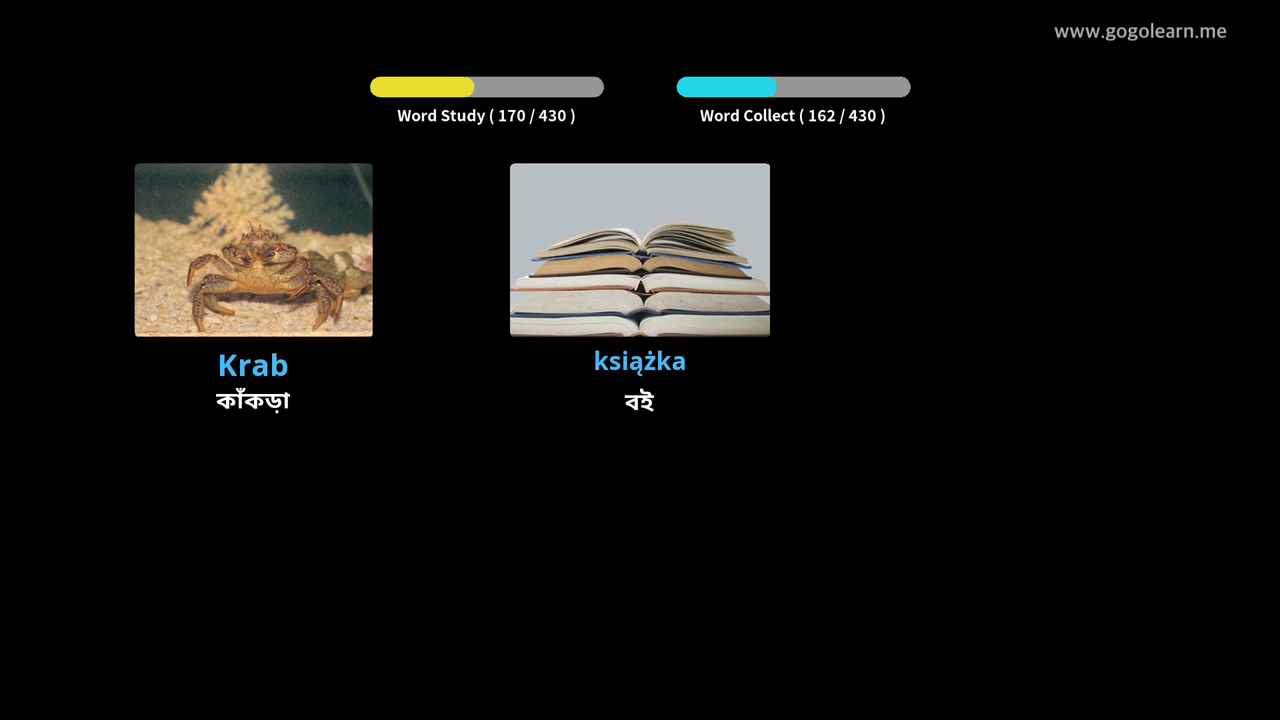 www.gogolearn.me
Word Study ( 170 / 430 )
Word Collect ( 162 / 430 )
Krab
কাঁকড়া
książka
বই